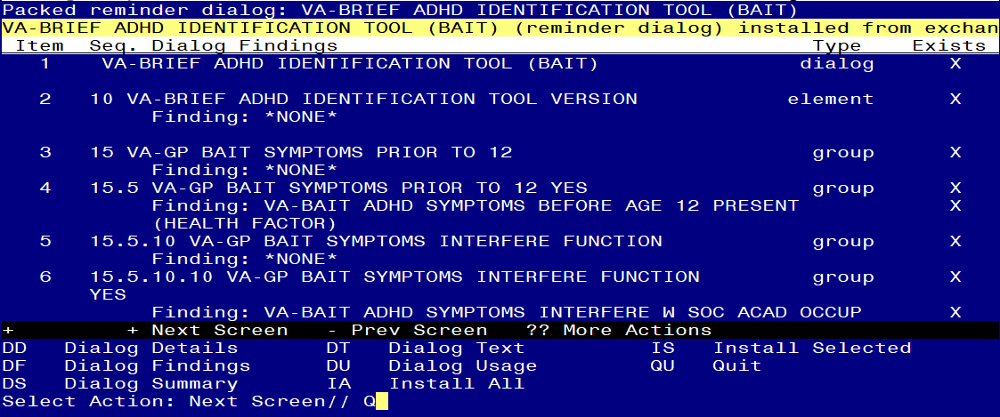 Packed reminder dialog: VA-BRIEF ADHD IDENTIFICATION TOOL (BAIT)
VA-BRIEF ADHD IDENTIFICATION TOOL (BAIT) (reminder dialog) installed from exchan
Item Seq. Dialog Findings Type Exists
1 VA-BRIEF ADHD IDENTIFICATION TOOL (BAIT) dialog X
2 10 VA-BRIEF ADHD IDENTIFICATION TOOL VERSION element X
Finding: *NONE*
3 15 VA-GP BAIT SYMPTOMS PRIOR TO 12 group X
Finding: *NONE*
4 15.5 VA-GP BAIT SYMPTOMS PRIOR TO 12 YES group X
Finding: VA-BAIT ADHD SYMPTOMS BEFORE AGE 12 PRESENT X
(HEALTH FACTOR)
5 15.5.10 VA-GP BAIT SYMPTOMS INTERFERE FUNCTION group X
Finding: *NONE*
6 15.5.10.10 VA-GP BAIT SYMPTOMS INTERFERE FUNCTION group X
YES
Finding: VA-BAIT ADHD SYMPTOMS INTERFERE W SOC ACAD OCCUP X
+ + Next Screen - Prev Screen ?? More Actions
DD Dialog Details DT Dialog Text IS Install Selected
DF Dialog Findings DU Dialog Usage QU Quit
DS Dialog Summary IA Install All
Select Action: Next Screen// Q